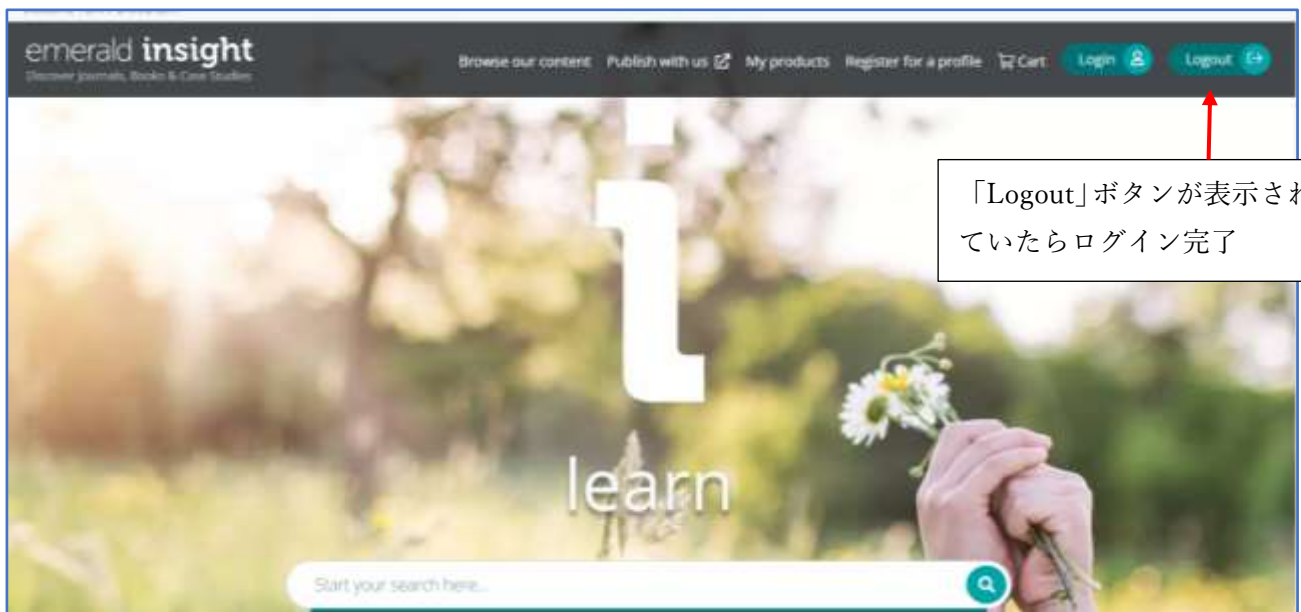 emerald insight
Discover Journals, Books & Case Studies
Browse our content Publish with us My products Register for a profile Cart Login Logout
「Logout」ボタンが表示され
ていたらログイン完了
learn
Start your search here...